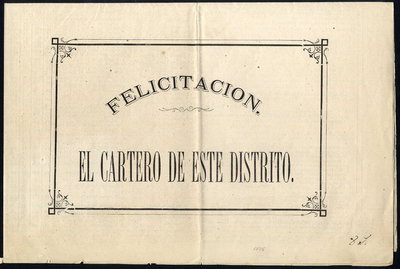 FELICITACION.
EL CARTERO DE ESTE DISTRITO.